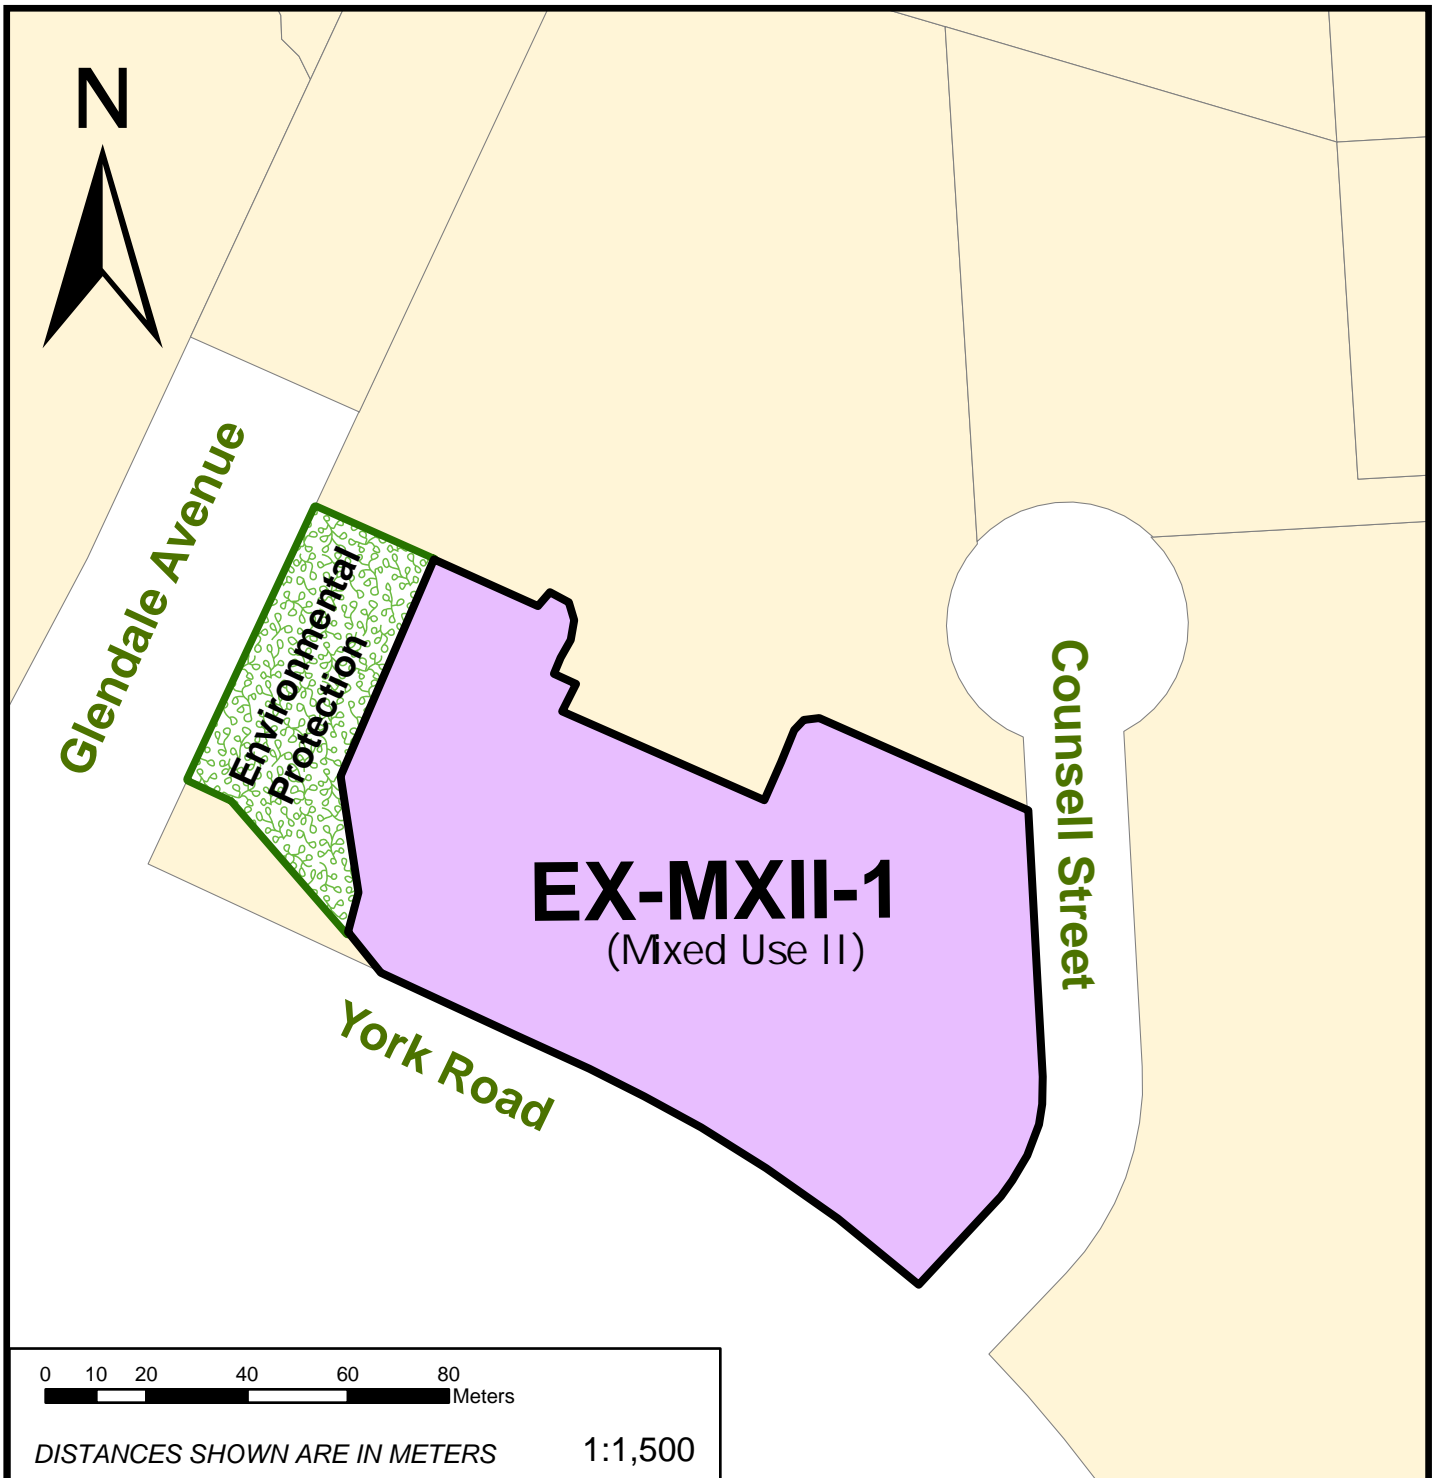 N
Glendale Avenue
Environmental
Protection
Counsell Street
EX-MXII-1
(Mixed Use II)
York Road
0 10 20 40 60 80
Meters
DISTANCES SHOWN ARE IN METERS
1:1,500